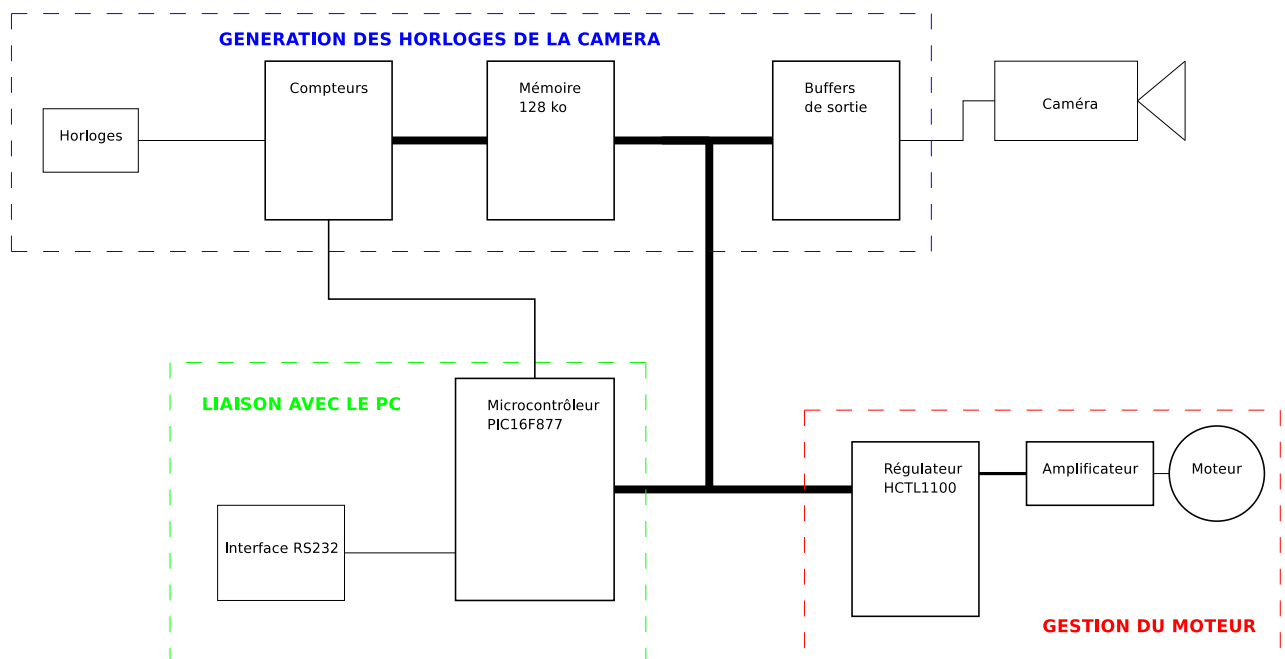 GENERATION DES HORLOGES DE LA CAMERA
Horloges
Compteurs
Mémoire
128 ko
Buffers
de sortie
Caméra
LIAISON AVEC LE PC
Microcontrôleur
PIC16F877
Interface RS232
Régulateur
HCTL1100
Amplificateur
Moteur
GESTION DU MOTEUR